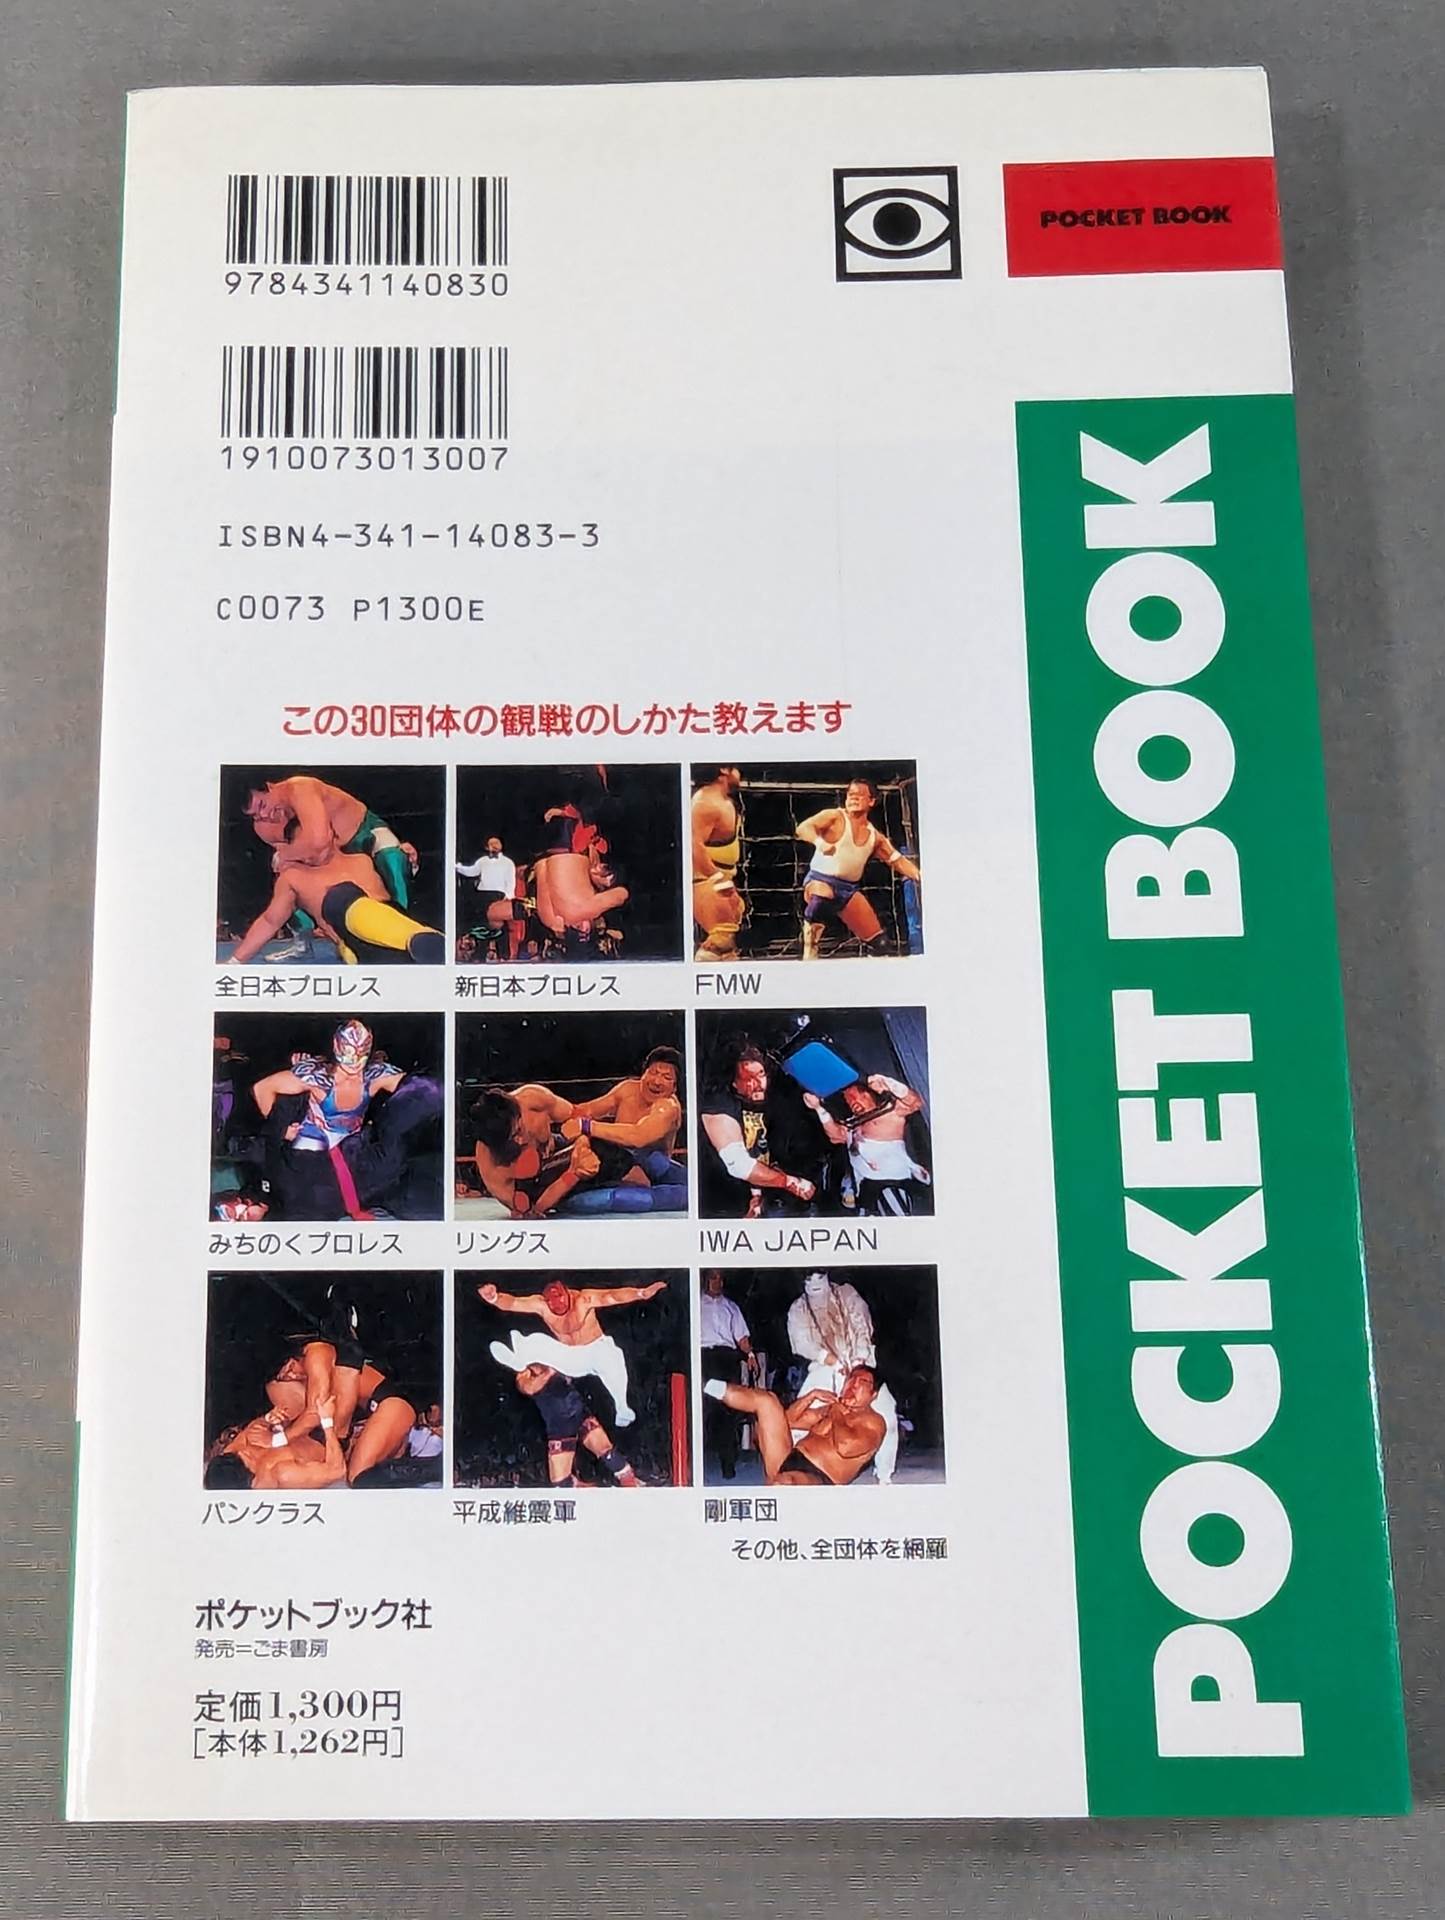 9784341140830
POCKET BOOK
1910073013007
ISBN4-341-14083-3
C0073 P1300E
この30団体の観戦のしかた教えます
全日本プロレス
新日本プロレス
FMW
みちのくプロレス
リングス
IWA JAPAN
パンクラス
平成維震軍
剛軍団
その他、全団体を網羅
ポケットブック社
発売=ごま書房
定価1,300円
[本体1,262円]
POCKET BOOK